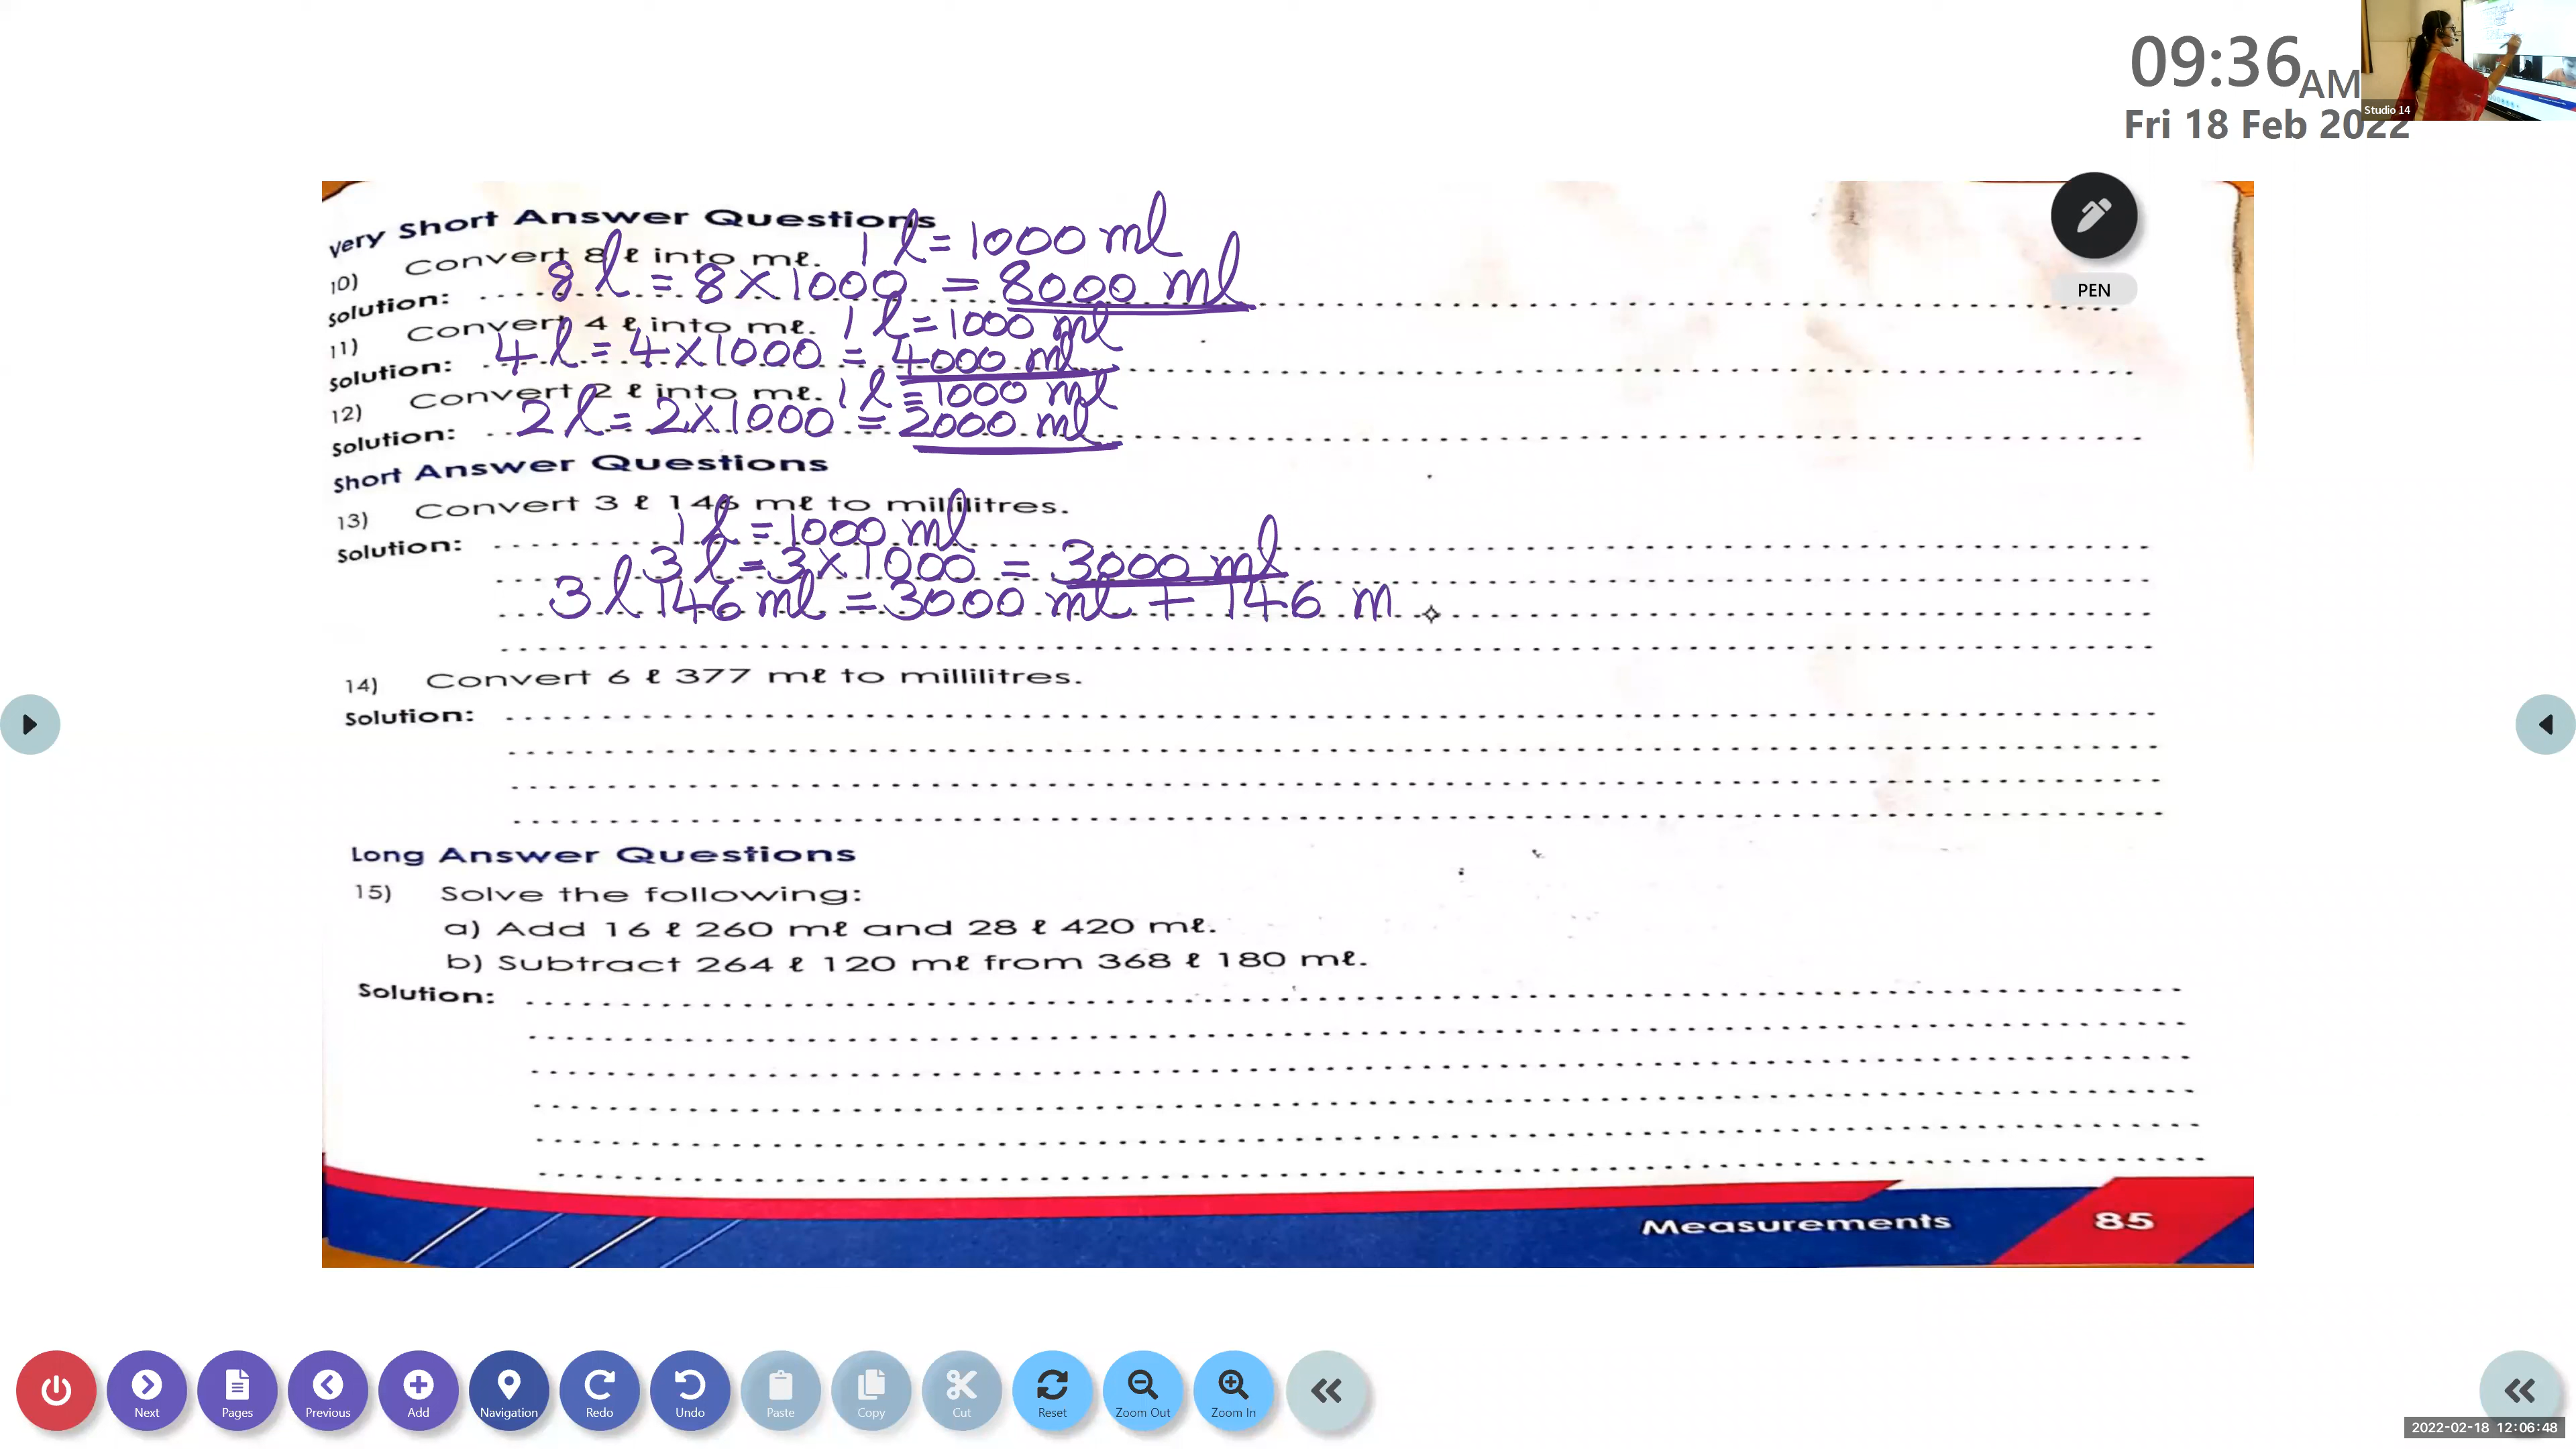 09:36 AM
Fri 18 Feb 2022
Studio 14
PEN
Very Short Answer Questions
1 l = 1000 ml
10) Convert 8 ℓ into mℓ.
Solution: 8 l = 8 × 1000 = 8000 ml
11) Convert 4 ℓ into mℓ. 1 l = 1000 ml
Solution: 4 l = 4 × 1000 = 4000 ml
12) Convert 2 ℓ into mℓ. 1 l = 1000 ml
Solution: 2 l = 2 × 1000 = 2000 ml
Short Answer Questions
13) Convert 3 ℓ 146 mℓ to millilitres.
Solution: 1 l = 1000 ml
3 l = 3 × 1000 = 3000 ml
3 l 146 ml = 3000 ml + 146 m
14) Convert 6 ℓ 377 mℓ to millilitres.
Solution:
Long Answer Questions
15) Solve the following:
a) Add 16 ℓ 260 mℓ and 28 ℓ 420 mℓ.
b) Subtract 264 ℓ 120 mℓ from 368 ℓ 180 mℓ.
Solution:
Measurements 85
Next Pages Previous Add Navigation Redo Undo Paste Copy Cut Reset Zoom Out Zoom In
2022-02-18 12:06:48